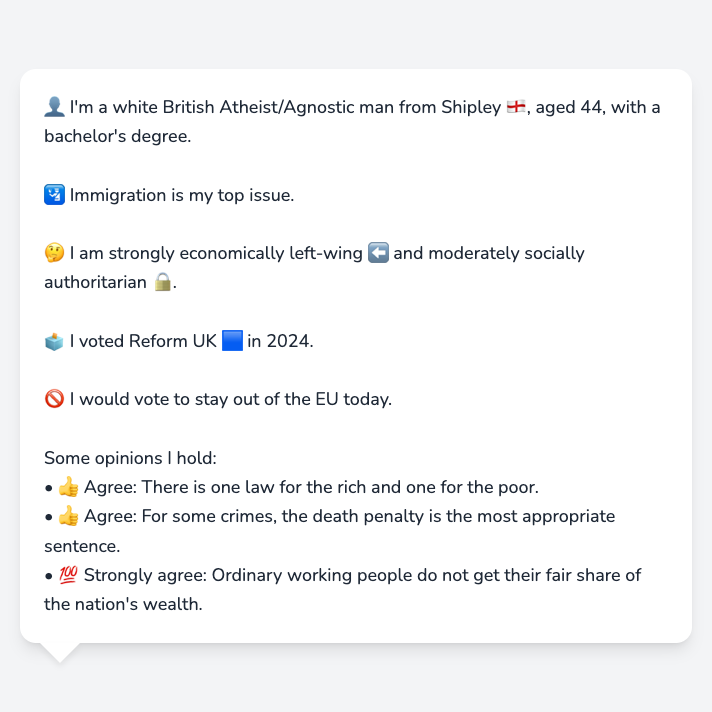 👤 I'm a white British Atheist/Agnostic man from Shipley 🏴󠁧󠁢󠁥󠁮󠁧󠁿, aged 44, with a
bachelor's degree.
🛂 Immigration is my top issue.
🤔 I am strongly economically left-wing ⬅️ and moderately socially
authoritarian 🔒.
🗳️ I voted Reform UK 🟦 in 2024.
🚫 I would vote to stay out of the EU today.
Some opinions I hold:
• 👍 Agree: There is one law for the rich and one for the poor.
• 👍 Agree: For some crimes, the death penalty is the most appropriate
sentence.
• 💯 Strongly agree: Ordinary working people do not get their fair share of
the nation's wealth.